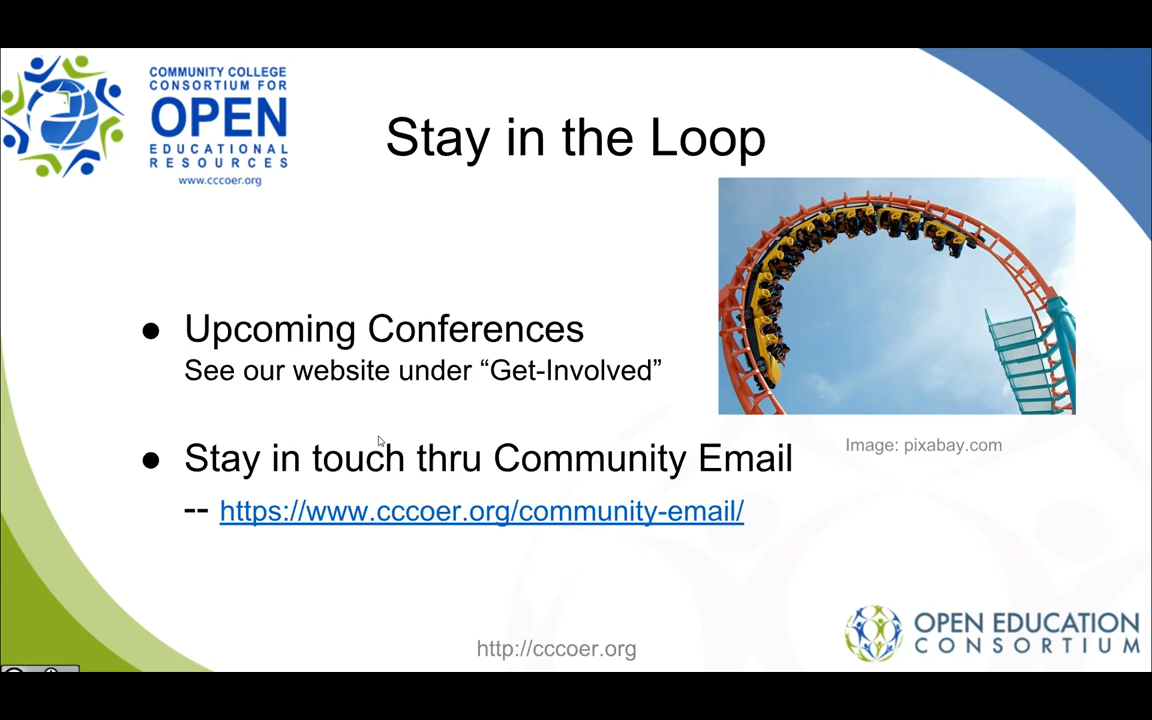 COMMUNITY COLLEGE
CONSORTIUM FOR
OPEN
EDUCATIONAL
RESOURCES
www.cccoer.org
Stay in the Loop
● Upcoming Conferences
See our website under “Get-Involved”
● Stay in touch thru Community Email
-- https://www.cccoer.org/community-email/
Image: pixabay.com
http://cccoer.org
OPEN EDUCATION
CONSORTIUM